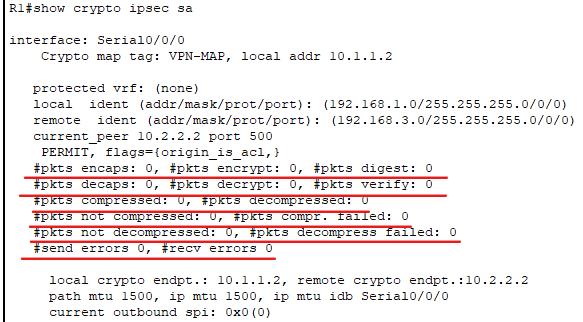 R1#show crypto ipsec sa
interface: Serial0/0/0
Crypto map tag: VPN-MAP, local addr 10.1.1.2
protected vrf: (none)
local  ident (addr/mask/prot/port): (192.168.1.0/255.255.255.0/0/0)
remote  ident (addr/mask/prot/port): (192.168.3.0/255.255.255.0/0/0)
current_peer 10.2.2.2 port 500
PERMIT, flags={origin_is_acl,}
#pkts encaps: 0, #pkts encrypt: 0, #pkts digest: 0
#pkts decaps: 0, #pkts decrypt: 0, #pkts verify: 0
#pkts compressed: 0, #pkts decompressed: 0
#pkts not compressed: 0, #pkts compr. failed: 0
#pkts not decompressed: 0, #pkts decompress failed: 0
#send errors 0, #recv errors 0
local crypto endpt.: 10.1.1.2, remote crypto endpt.:10.2.2.2
path mtu 1500, ip mtu 1500, ip mtu idb Serial0/0/0
current outbound spi: 0x0(0)